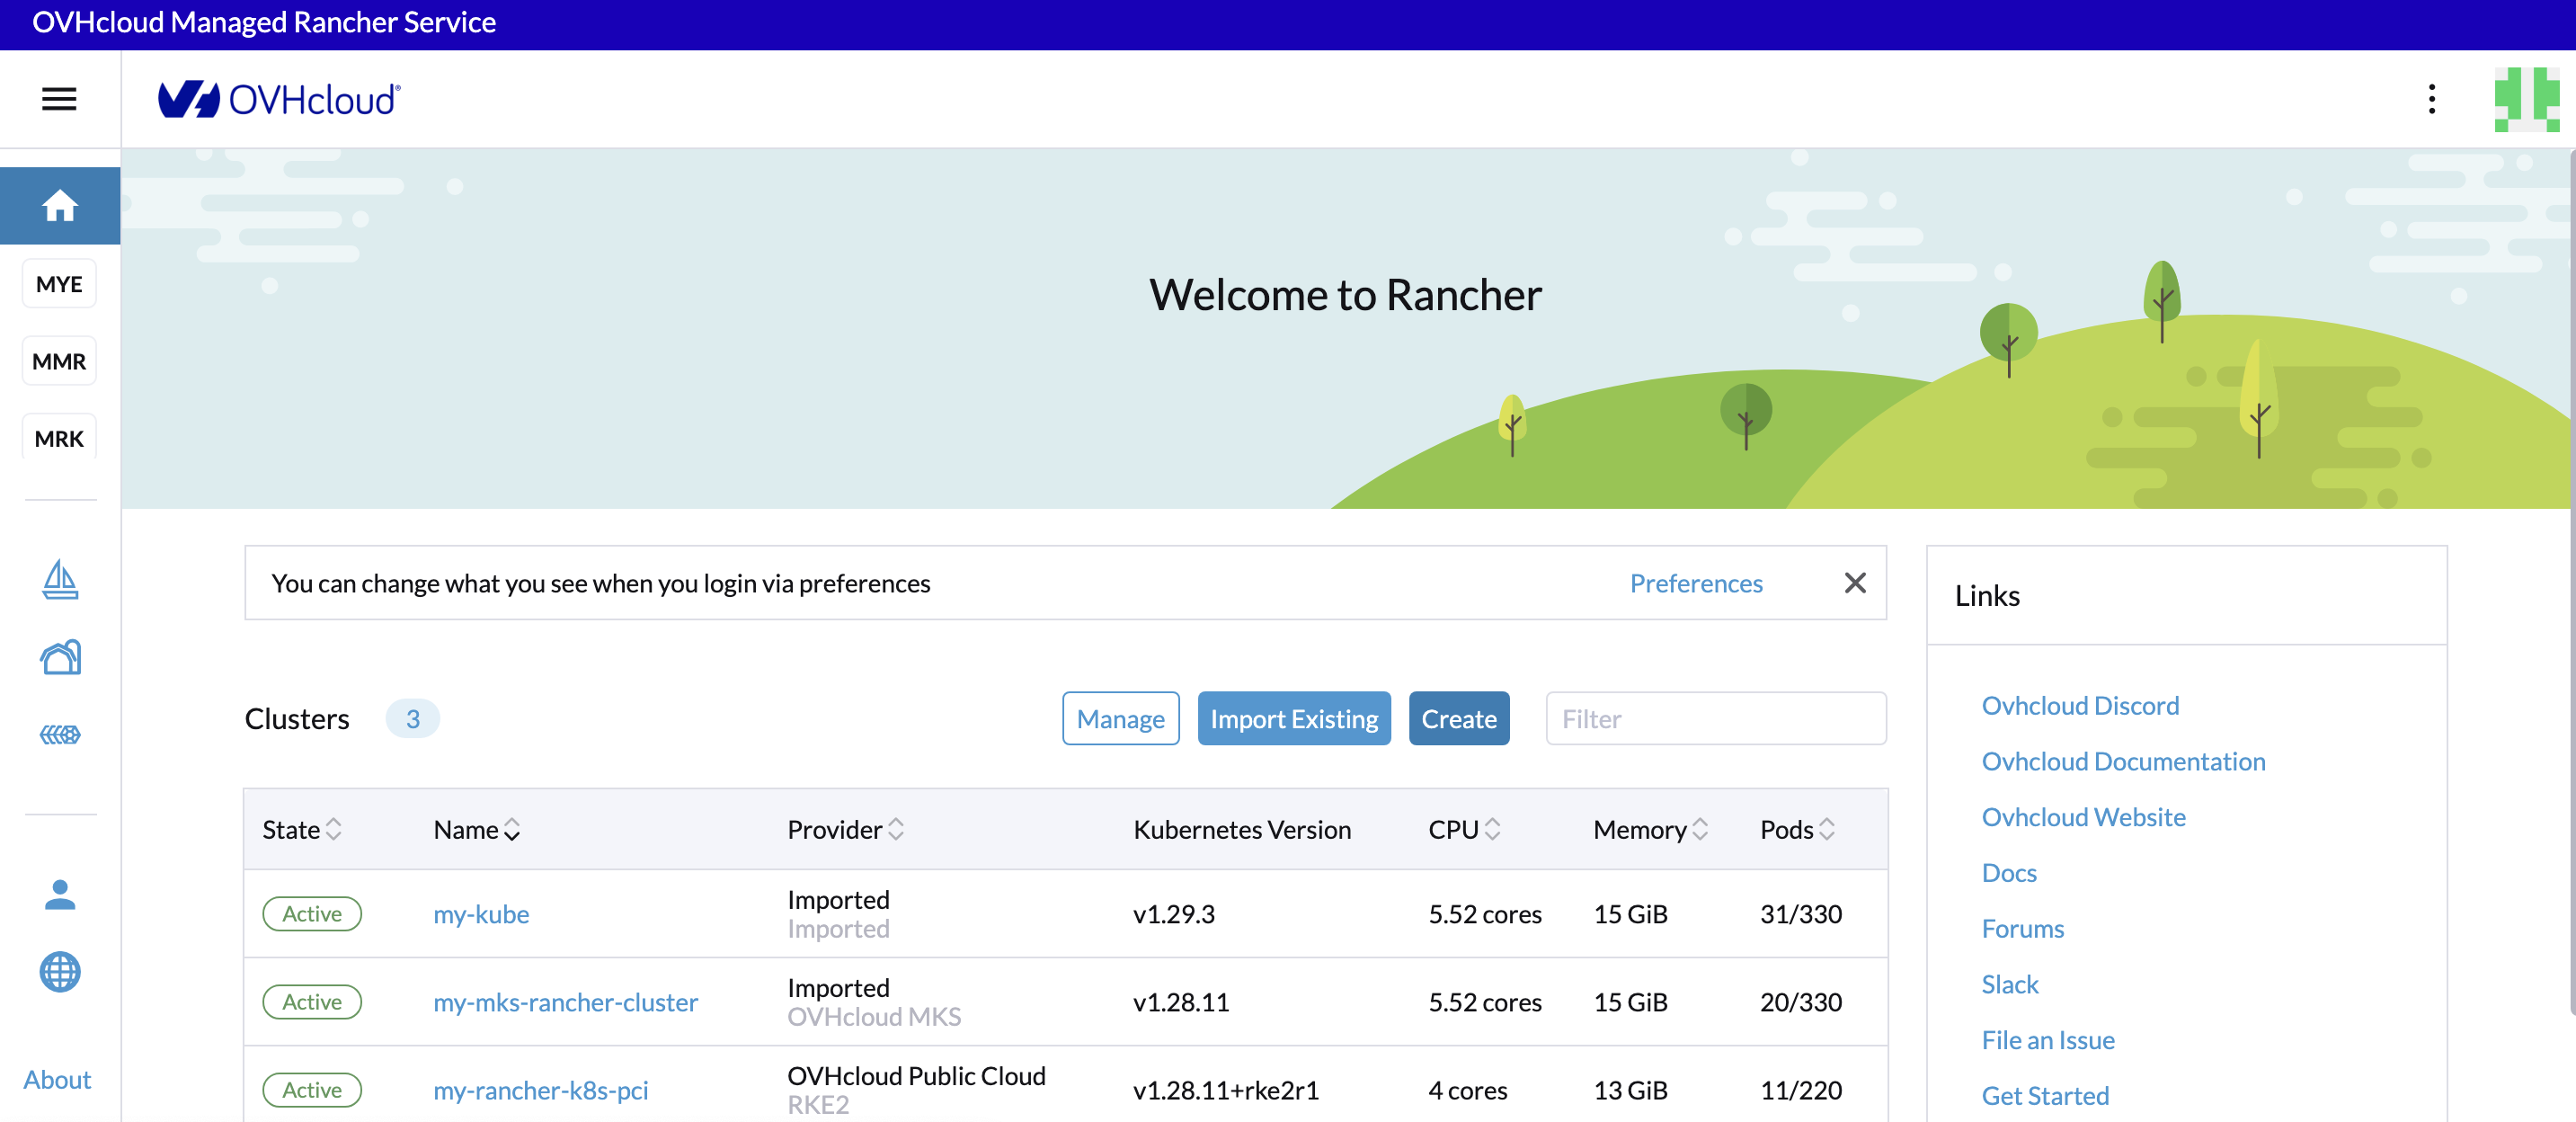 OVHcloud Managed Rancher Service
OVHcloud®
MYE
MMR
MRK
About
Welcome to Rancher
You can change what you see when you login via preferences Preferences
Clusters 3 Manage Import Existing Create Filter
State Name Provider Kubernetes Version CPU Memory Pods
Active my-kube Imported v1.29.3 5.52 cores 15 GiB 31/330
Imported
Active my-mks-rancher-cluster Imported v1.28.11 5.52 cores 15 GiB 20/330
OVHcloud MKS
Active my-rancher-k8s-pci OVHcloud Public Cloud v1.28.11+rke2r1 4 cores 13 GiB 11/220
RKE2
Links
Ovhcloud Discord
Ovhcloud Documentation
Ovhcloud Website
Docs
Forums
Slack
File an Issue
Get Started